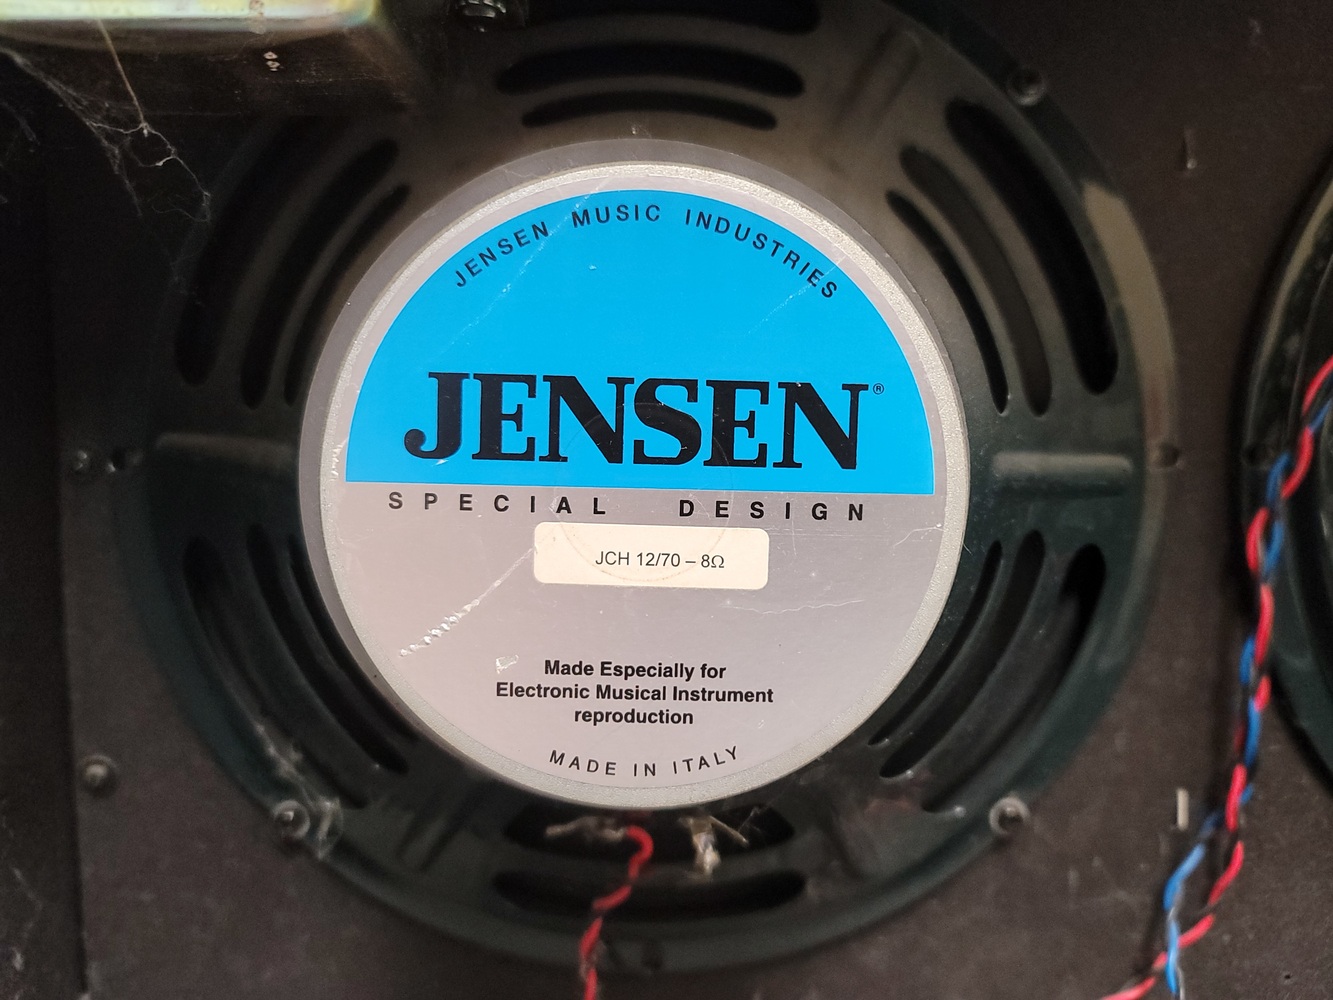 JENSEN MUSIC INDUSTRIES
JENSEN®
SPECIAL DESIGN
JCH 12/70 – 8Ω
Made Especially for
Electronic Musical Instrument
reproduction
MADE IN ITALY